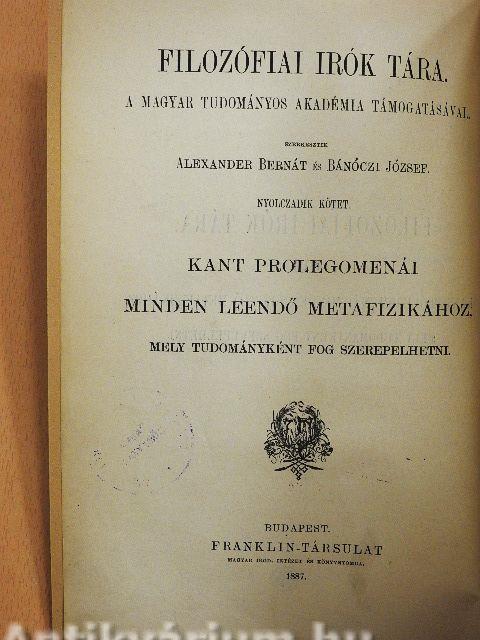 FILOZÓFIAI IRÓK TÁRA.
A MAGYAR TUDOMÁNYOS AKADÉMIA TÁMOGATÁSÁVAL.
SZERKESZTIK
ALEXANDER BERNÁT ÉS BÁNÓCZI JÓZSEF.
NYOLCZADIK KÖTET.
KANT PROLEGOMENÁI
MINDEN LEENDŐ METAFIZIKÁHOZ,
MELY TUDOMÁNYKÉNT FOG SZEREPELHETNI.
BUDAPEST.
FRANKLIN-TÁRSULAT
MAGYAR IROD. INTÉZET ÉS KÖNYVNYOMDA.
1887.
Antikvárium.hu